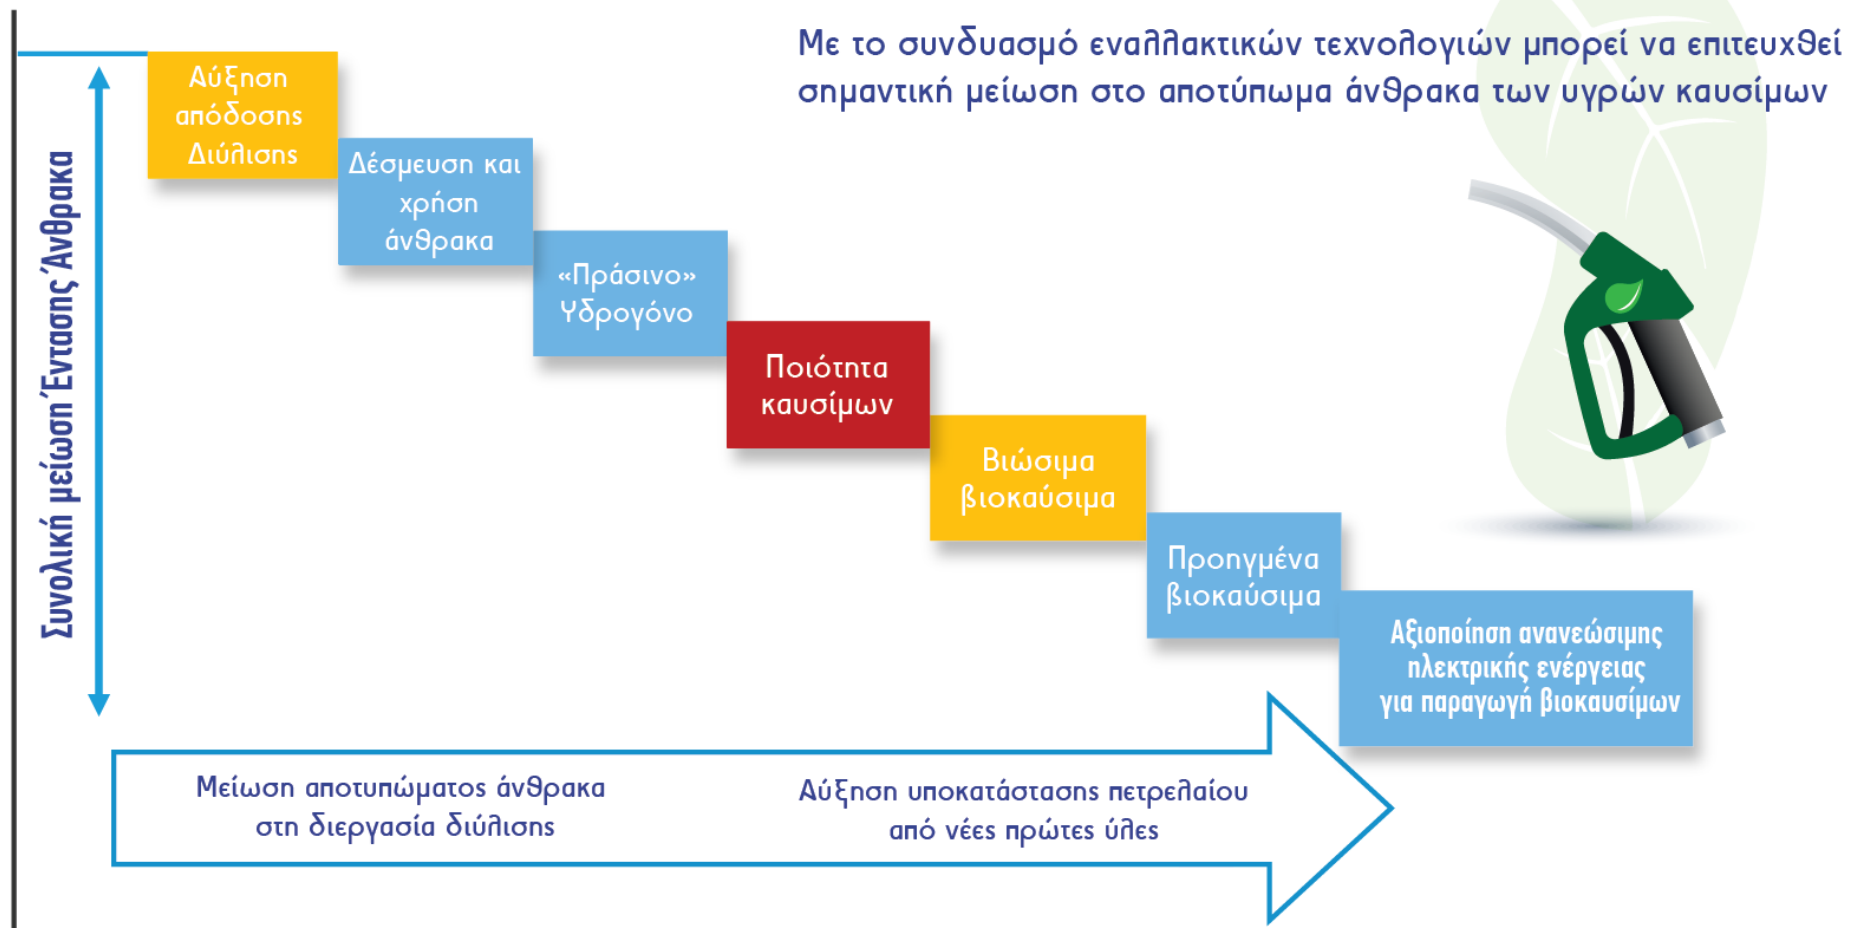 Με το συνδυασμό εναλλακτικών τεχνολογιών μπορεί να επιτευχθεί
σημαντική μείωση στο αποτύπωμα άνθρακα των υγρών καυσίμων
Συνολική μείωση Έντασης Άνθρακα
Αύξηση
απόδοσης
Διύλισης
Δέσμευση και
χρήση
άνθρακα
«Πράσινο»
Υδρογόνο
Ποιότητα
καυσίμων
Βιώσιμα
βιοκαύσιμα
Προηγμένα
βιοκαύσιμα
Αξιοποίηση ανανεώσιμης
ηλεκτρικής ενέργειας
για παραγωγή βιοκαυσίμων
Μείωση αποτυπώματος άνθρακα
στη διεργασία διύλισης
Αύξηση υποκατάστασης πετρελαίου
από νέες πρώτες ύλες